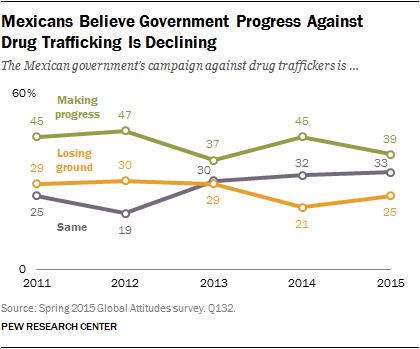 Mexicans Believe Government Progress Against
Drug Trafficking Is Declining
The Mexican government's campaign against drug traffickers is ...
60%
Making
progress
45
47
37
45
39
Losing
ground
29
30
29
21
25
Same
25
19
30
32
33
0
2011
2012
2013
2014
2015
Source: Spring 2015 Global Attitudes survey. Q132.
PEW RESEARCH CENTER